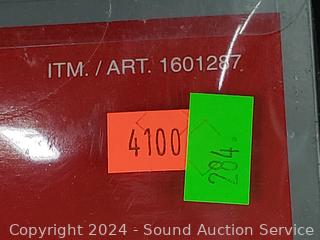 ITM. / ART. 1601287
4100
284
Copyright © 2024 - Sound Auction Service